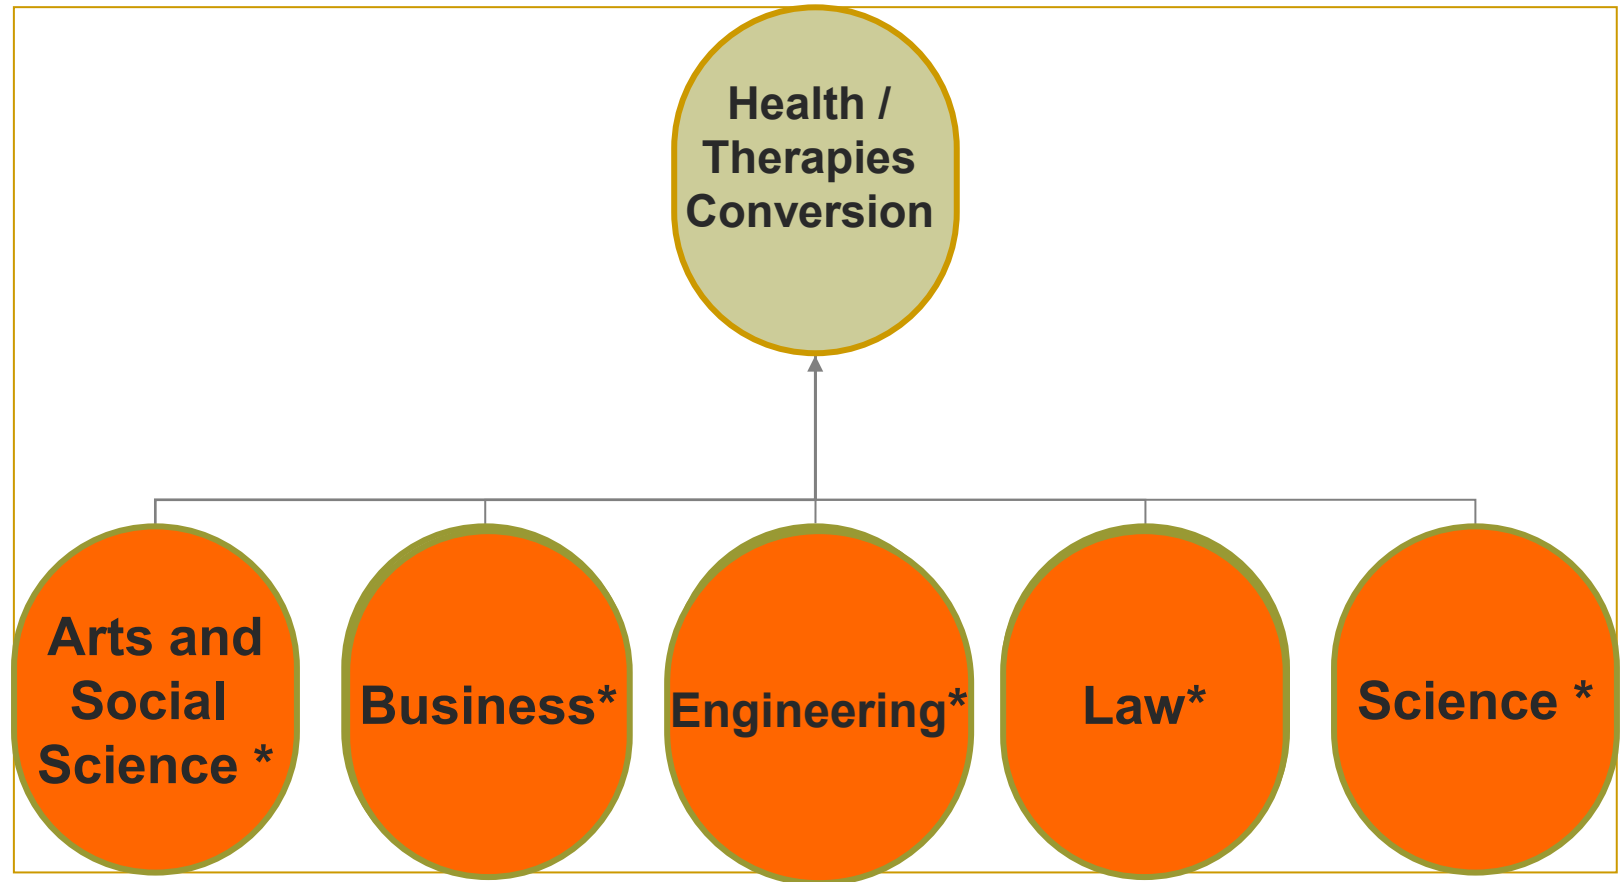 Health /
Therapies
Conversion
Arts and
Social
Science *
Business*
Engineering*
Law*
Science *